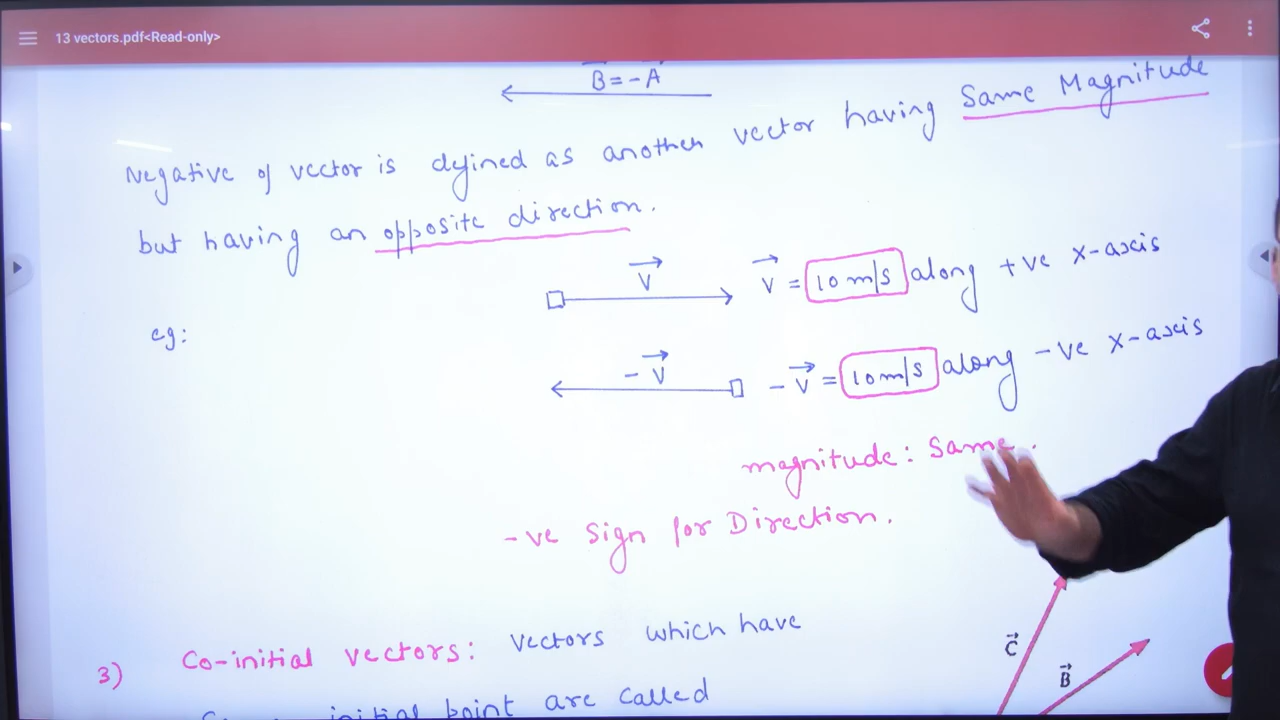 13 vectors.pdf<Read-only>
B = - A
Negative of vector is defined as another vector having Same Magnitude
but having an opposite direction.
V⃗ V⃗ = 10 m/s along +ve x-axis
eg:
- V⃗ - V⃗ = 10 m/s along -ve x-axis
magnitude: Same.
-ve Sign for Direction.
3) Co-initial vectors: Vectors which have
C⃗
B⃗
initial point are called